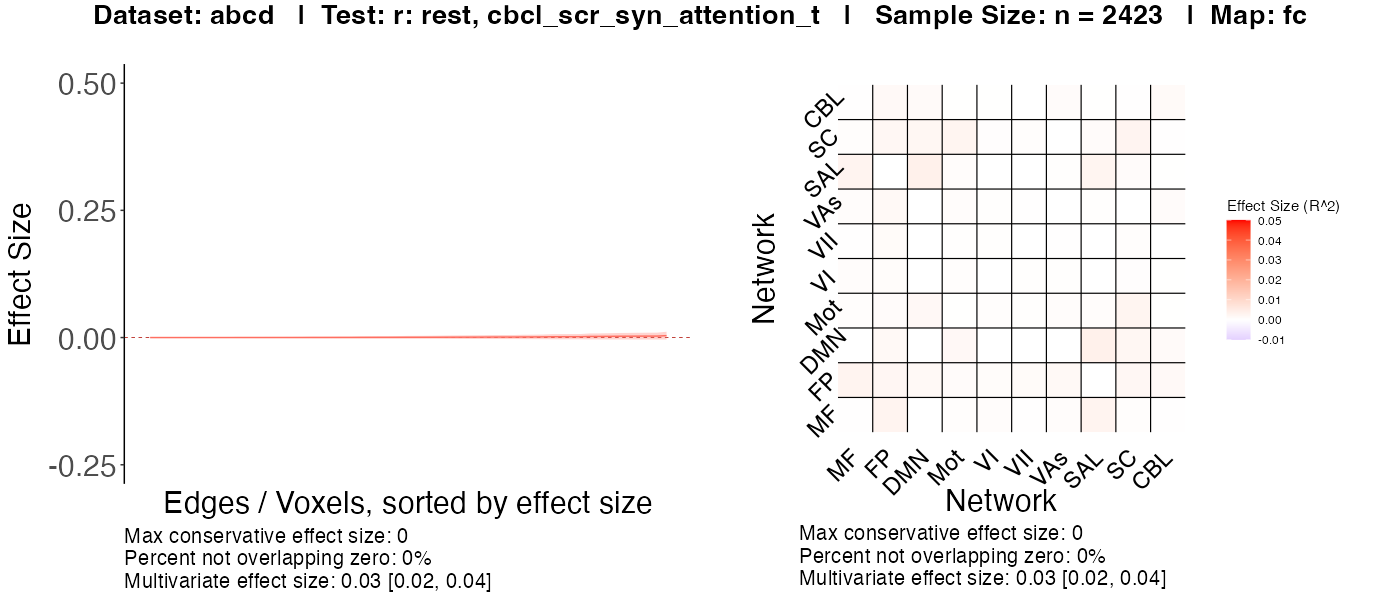 Dataset: abcd | Test: r: rest, cbcl_scr_syn_attention_t | Sample Size: n = 2423 | Map: fc
Effect Size
0.50
0.25
0.00
-0.25
Edges / Voxels, sorted by effect size
Max conservative effect size: 0
Percent not overlapping zero: 0%
Multivariate effect size: 0.03 [0.02, 0.04]
Network
CBL
SC
SAL
VAs
VII
VI
Mot
DMN
FP
MF
MF FP DMN Mot VI VII VAs SAL SC CBL
Network
Max conservative effect size: 0
Percent not overlapping zero: 0%
Multivariate effect size: 0.03 [0.02, 0.04]
Effect Size (R^2)
0.05
0.04
0.03
0.02
0.01
0.00
-0.01